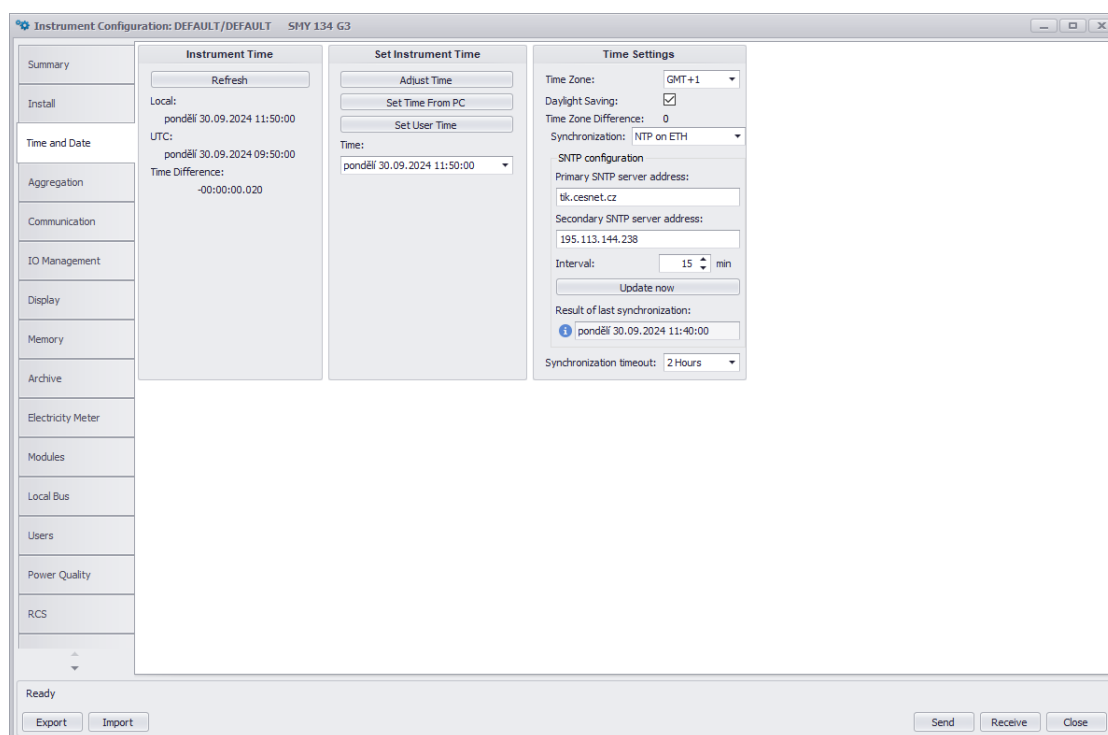 Instrument Configuration: DEFAULT/DEFAULT SMY 134 G3
Summary
Install
Time and Date
Aggregation
Communication
IO Management
Display
Memory
Archive
Electricity Meter
Modules
Local Bus
Users
Power Quality
RCS
Instrument Time
Refresh
Local:
pondělí 30.09.2024 11:50:00
UTC:
pondělí 30.09.2024 09:50:00
Time Difference:
-00:00:00.020
Set Instrument Time
Adjust Time
Set Time From PC
Set User Time
Time:
pondělí 30.09.2024 11:50:00
Time Settings
Time Zone: GMT+1
Daylight Saving:
Time Zone Difference: 0
Synchronization: NTP on ETH
SNTP configuration
Primary SNTP server address:
tik.cesnet.cz
Secondary SNTP server address:
195.113.144.238
Interval: 15 min
Update now
Result of last synchronization:
pondělí 30.09.2024 11:40:00
Synchronization timeout: 2 Hours
Ready
Export Import Send Receive Close